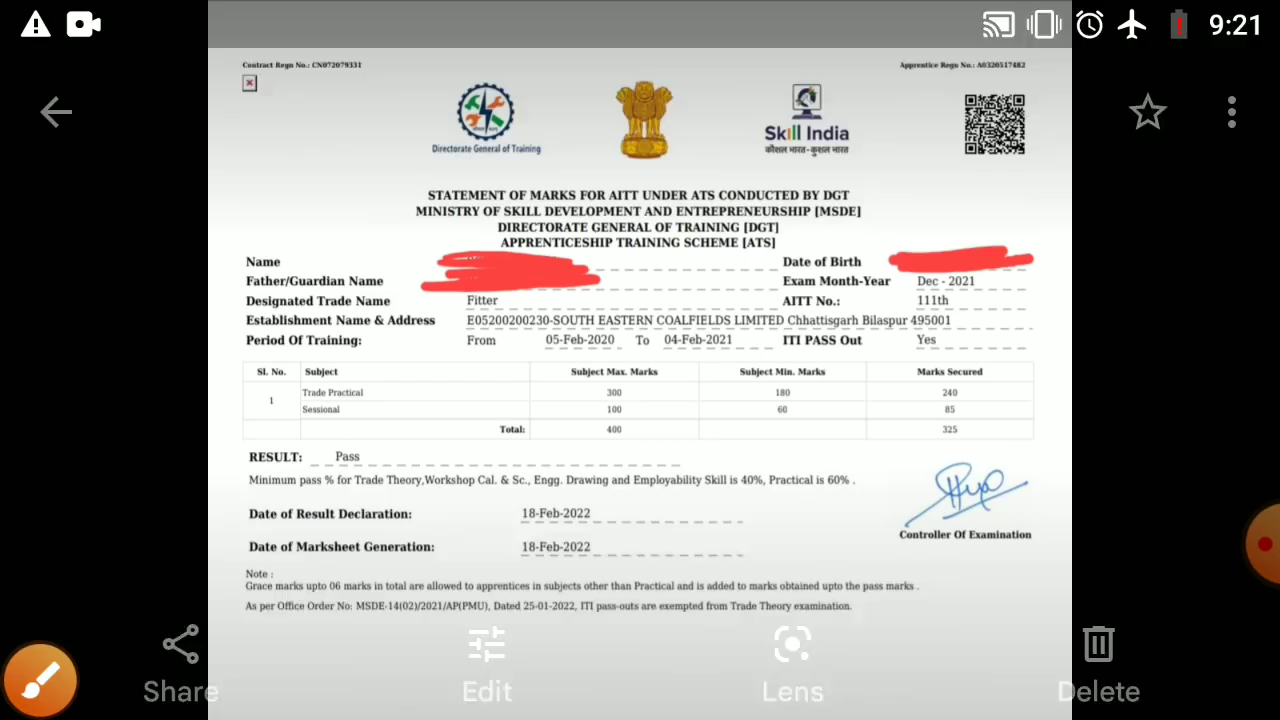 9:21
Contract Regn No.: CN072079331
Apprentice Regn No.: A0320517482
Directorate General of Training
Skill India
कौशल भारत-कुशल भारत
STATEMENT OF MARKS FOR AITT UNDER ATS CONDUCTED BY DGT
MINISTRY OF SKILL DEVELOPMENT AND ENTREPRENEURSHIP [MSDE]
DIRECTORATE GENERAL OF TRAINING [DGT]
APPRENTICESHIP TRAINING SCHEME [ATS]
Name Date of Birth
Father/Guardian Name Exam Month-Year Dec - 2021
Designated Trade Name Fitter AITT No.: 111th
Establishment Name & Address E05200200230-SOUTH EASTERN COALFIELDS LIMITED Chhattisgarh Bilaspur 495001
Period Of Training: From 05-Feb-2020 To 04-Feb-2021 ITI PASS Out Yes
Sl. No. Subject Subject Max. Marks Subject Min. Marks Marks Secured
1 Trade Practical 300 180 240
Sessional 100 60 85
Total: 400 325
RESULT: Pass
Minimum pass % for Trade Theory,Workshop Cal. & Sc., Engg. Drawing and Employability Skill is 40%, Practical is 60% .
Date of Result Declaration: 18-Feb-2022
Controller Of Examination
Date of Marksheet Generation: 18-Feb-2022
Note :
Grace marks upto 06 marks in total are allowed to apprentices in subjects other than Practical and is added to marks obtained upto the pass marks .
As per Office Order No: MSDE-14(02)/2021/AP(PMU), Dated 25-01-2022, ITI pass-outs are exempted from Trade Theory examination.
Share Edit Lens Delete